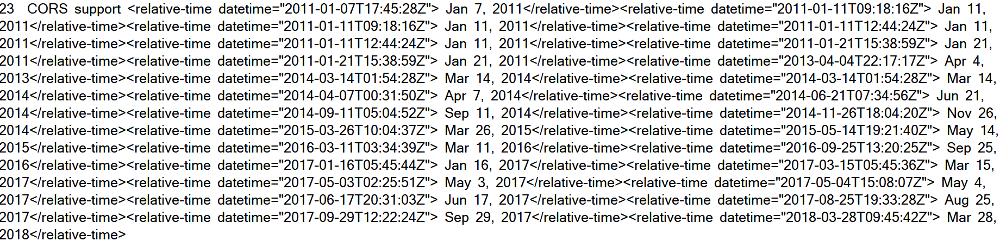 23 CORS support <relative-time datetime="2011-01-07T17:45:28Z"> Jan 7, 2011</relative-time><relative-time datetime="2011-01-11T09:18:16Z"> Jan 11,
2011</relative-time><relative-time datetime="2011-01-11T09:18:16Z"> Jan 11, 2011</relative-time><relative-time datetime="2011-01-11T12:44:24Z"> Jan 11,
2011</relative-time><relative-time datetime="2011-01-11T12:44:24Z"> Jan 11, 2011</relative-time><relative-time datetime="2011-01-21T15:38:59Z"> Jan 21,
2011</relative-time><relative-time datetime="2011-01-21T15:38:59Z"> Jan 21, 2011</relative-time><relative-time datetime="2013-04-04T22:17:17Z"> Apr 4,
2013</relative-time><relative-time datetime="2014-03-14T01:54:28Z"> Mar 14, 2014</relative-time><relative-time datetime="2014-03-14T01:54:28Z"> Mar 14,
2014</relative-time><relative-time datetime="2014-04-07T00:31:50Z"> Apr 7, 2014</relative-time><relative-time datetime="2014-06-21T07:34:56Z"> Jun 21,
2014</relative-time><relative-time datetime="2014-09-11T05:04:52Z"> Sep 11, 2014</relative-time><relative-time datetime="2014-11-26T18:04:20Z"> Nov 26,
2014</relative-time><relative-time datetime="2015-03-26T10:04:37Z"> Mar 26, 2015</relative-time><relative-time datetime="2015-05-14T19:21:40Z"> May 14,
2015</relative-time><relative-time datetime="2016-03-11T03:34:39Z"> Mar 11, 2016</relative-time><relative-time datetime="2016-09-25T13:20:25Z"> Sep 25,
2016</relative-time><relative-time datetime="2017-01-16T05:45:44Z"> Jan 16, 2017</relative-time><relative-time datetime="2017-03-15T05:45:36Z"> Mar 15,
2017</relative-time><relative-time datetime="2017-05-03T02:25:51Z"> May 3, 2017</relative-time><relative-time datetime="2017-05-04T15:08:07Z"> May 4,
2017</relative-time><relative-time datetime="2017-06-17T20:31:03Z"> Jun 17, 2017</relative-time><relative-time datetime="2017-08-25T19:33:28Z"> Aug 25,
2017</relative-time><relative-time datetime="2017-09-29T12:22:24Z"> Sep 29, 2017</relative-time><relative-time datetime="2018-03-28T09:45:42Z"> Mar 28,
2018</relative-time>